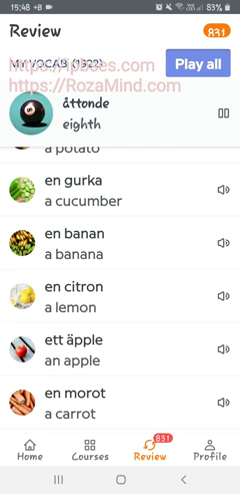 15:48 +8
83%
Review
831
MY VOCAB (1322)
https://ipieces.com
Play all
https://RozaMind.com
åttonde
eighth
a potato
en gurka
a cucumber
en banan
a banana
en citron
a lemon
ett äpple
an apple
en morot
a carrot
831
Home
Courses
Review
Profile